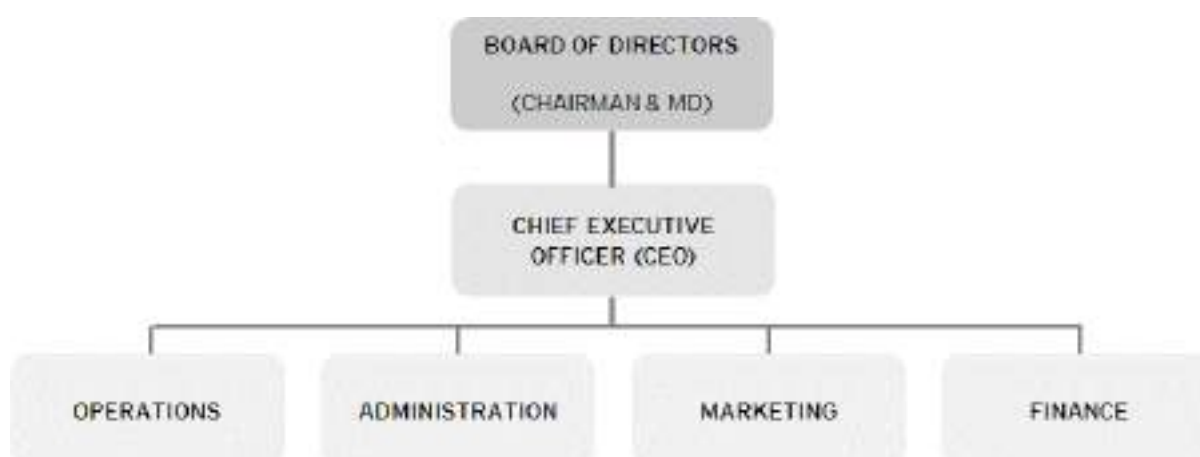 BOARD OF DIRECTORS
(CHAIRMAN & MD)
CHIEF EXECUTIVE
OFFICER (CEO)
OPERATIONS
ADMINISTRATION
MARKETING
FINANCE